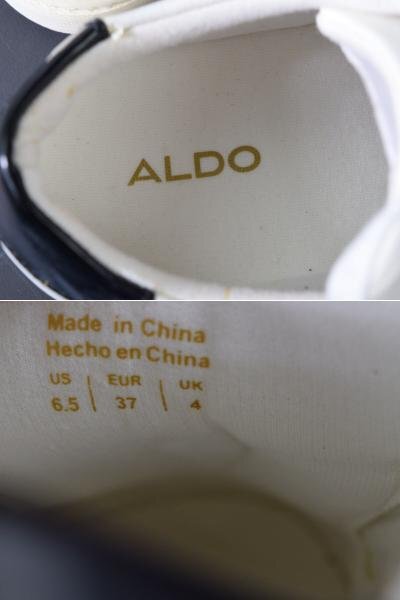 ALDO
Made in China
Hecho en China
US | EUR | UK
6.5 | 37 | 4